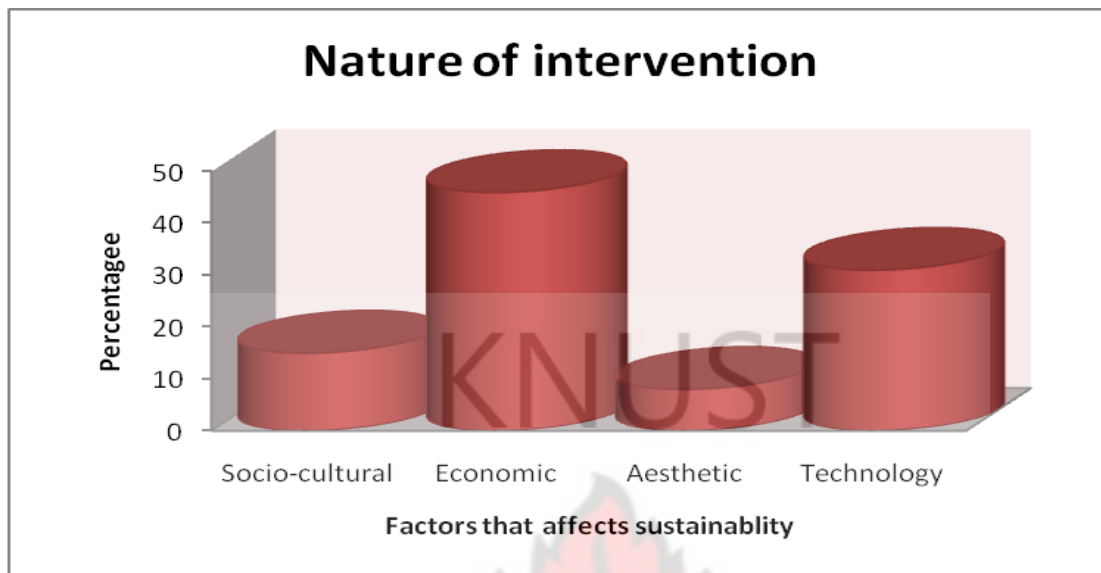 Nature of intervention
Percentagee
50
40
30
20
10
0
KNUST
Socio-cultural Economic Aesthetic Technology
Factors that affects sustainablity